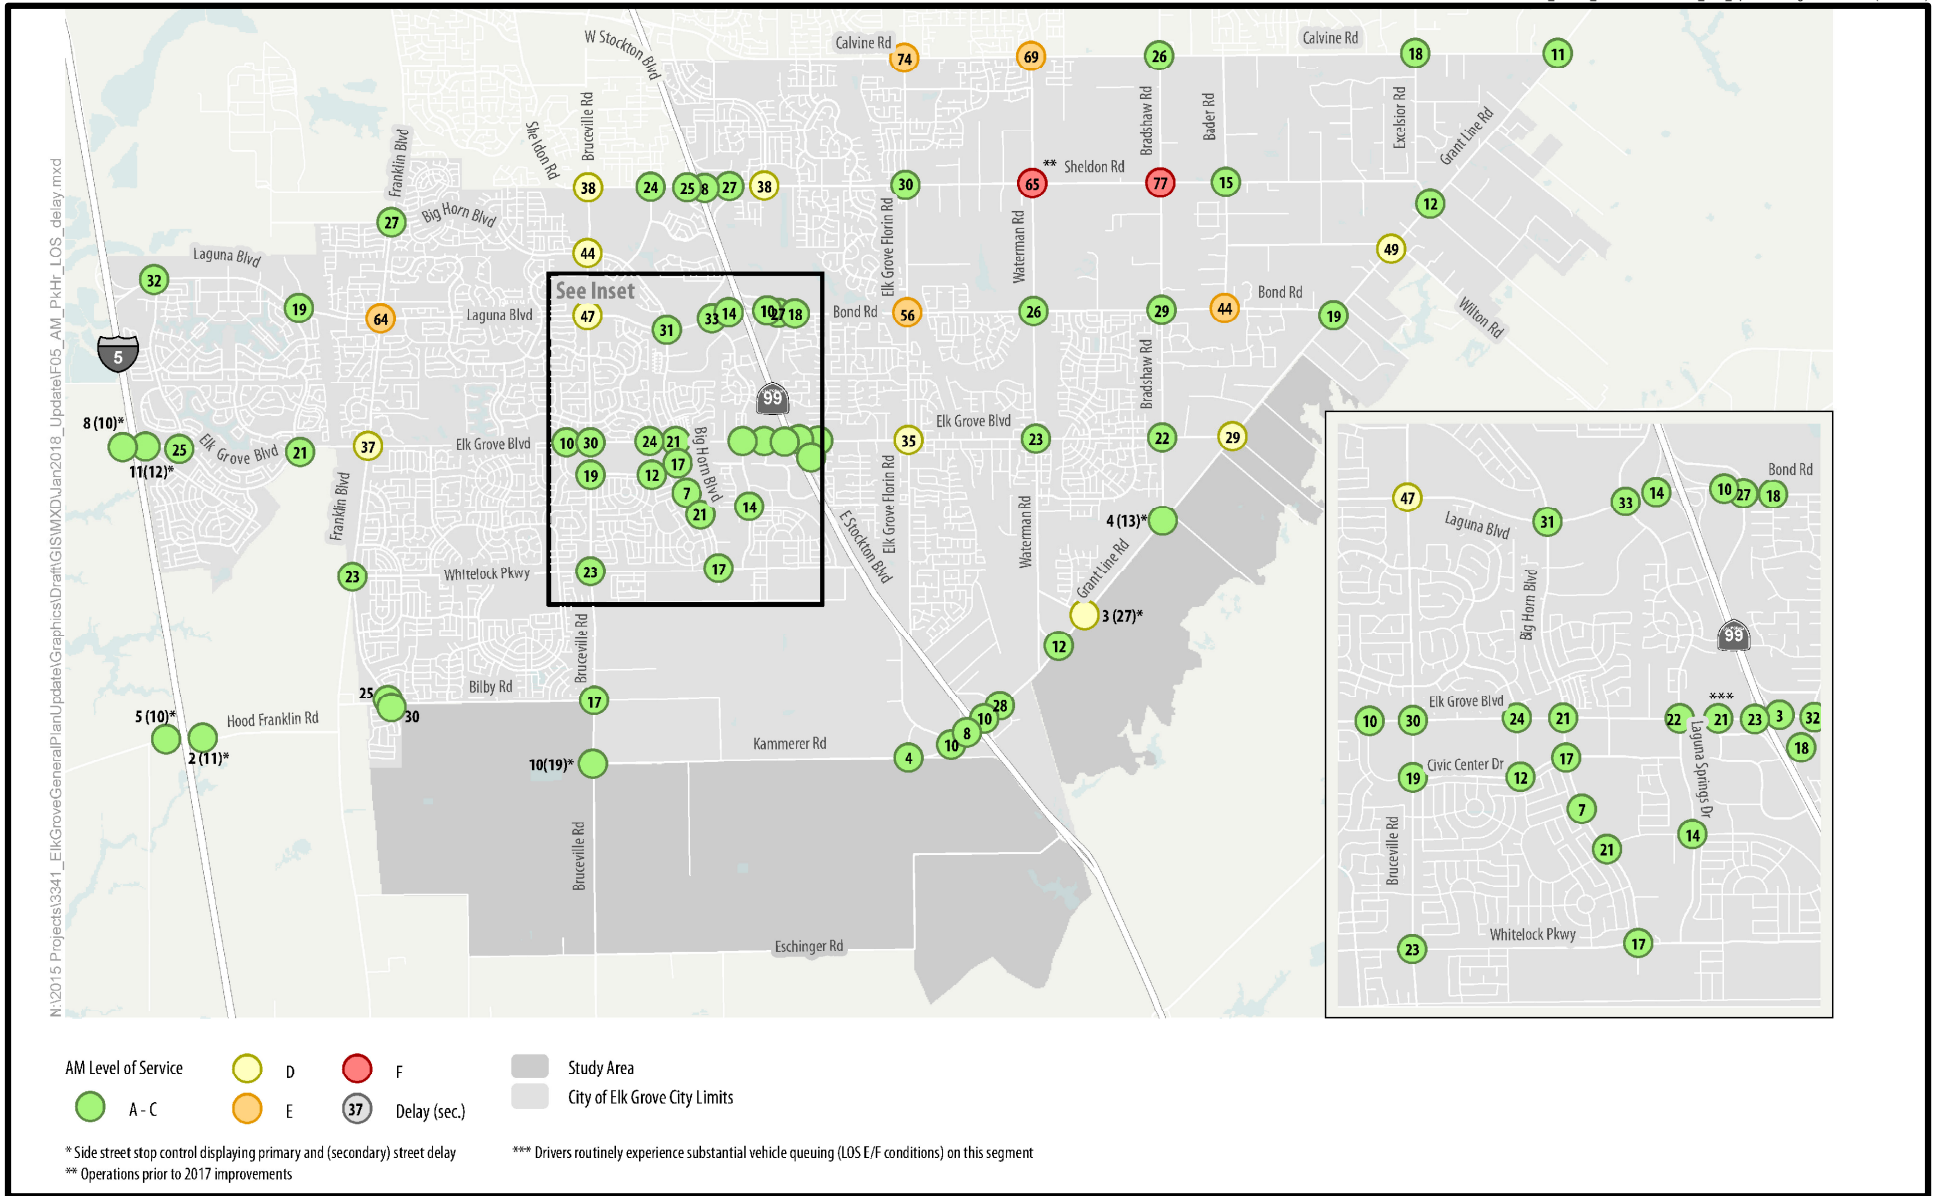 W Stockton Blvd
Calvine Rd
74
69
26
Calvine Rd
18
11
Bruceville Rd
Sheldon Rd
Franklin Blvd
Bradshaw Rd
Bader Rd
Excelsior Rd
Grant Line Rd
38
24
25
8
27
38
30
65
**
Sheldon Rd
77
15
12
27
Big Horn Blvd
Elk Grove Florin Rd
Waterman Rd
49
Laguna Blvd
44
32
See Inset
19
64
Laguna Blvd
47
31
33
14
10
27
18
Bond Rd
56
26
29
44
Bond Rd
19
Wilton Rd
5
99
Bradshaw Rd
8 (10)*
11(12)*
25
Elk Grove Blvd
21
37
Elk Grove Blvd
10
30
24
21
Big Horn Blvd
35
Elk Grove Blvd
23
22
29
19
12
17
7
21
14
Franklin Blvd
Elk Grove Florin Rd
E Stockton Blvd
Waterman Rd
4 (13)*
Grant Line Rd
23
Whitelock Pkwy
23
17
3 (27)*
12
Bruceville Rd
25
30
Bilby Rd
17
5 (10)*
2 (11)*
Hood Franklin Rd
10(19)*
Kammerer Rd
4
10
8
10
28
Bruceville Rd
Eschinger Rd
47
Laguna Blvd
31
33
14
10
27
18
Bond Rd
Big Horn Blvd
99
10
30
Elk Grove Blvd
24
21
22
***
21
23
3
32
18
Laguna Springs Dr
19
Civic Center Dr
12
17
7
21
14
Bruceville Rd
Whitelock Pkwy
23
17
N:\2015 Projects\3341_ElkGroveGeneralPlanUpdate\Graphics\Draft\GIS\MXD\Jan2018_Update\F05_AM_PkHr_LOS_delay.mxd
AM Level of Service
A - C
D
E
F
37
Delay (sec.)
Study Area
City of Elk Grove City Limits
* Side street stop control displaying primary and (secondary) street delay
** Operations prior to 2017 improvements
*** Drivers routinely experience substantial vehicle queuing (LOS E/F conditions) on this segment